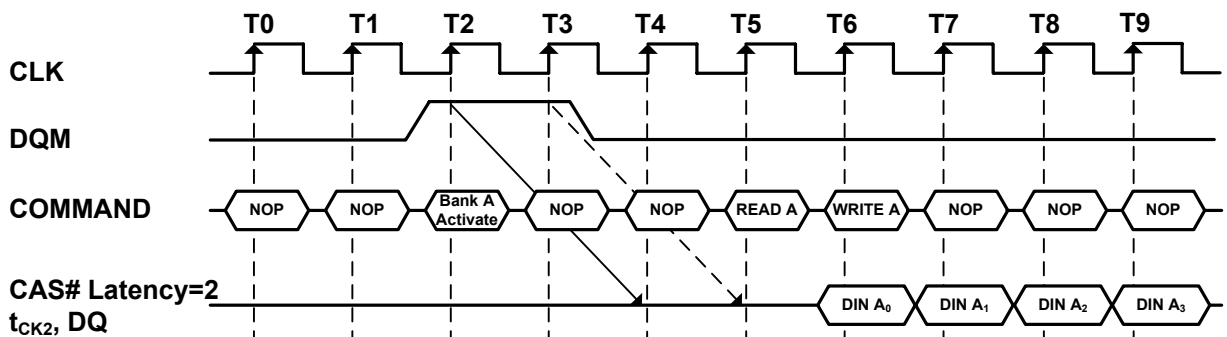 T0 T1 T2 T3 T4 T5 T6 T7 T8 T9
CLK
DQM
COMMAND NOP NOP Bank A Activate NOP NOP READ A WRITE A NOP NOP NOP
CAS# Latency=2
tCK2, DQ DIN A0 DIN A1 DIN A2 DIN A3